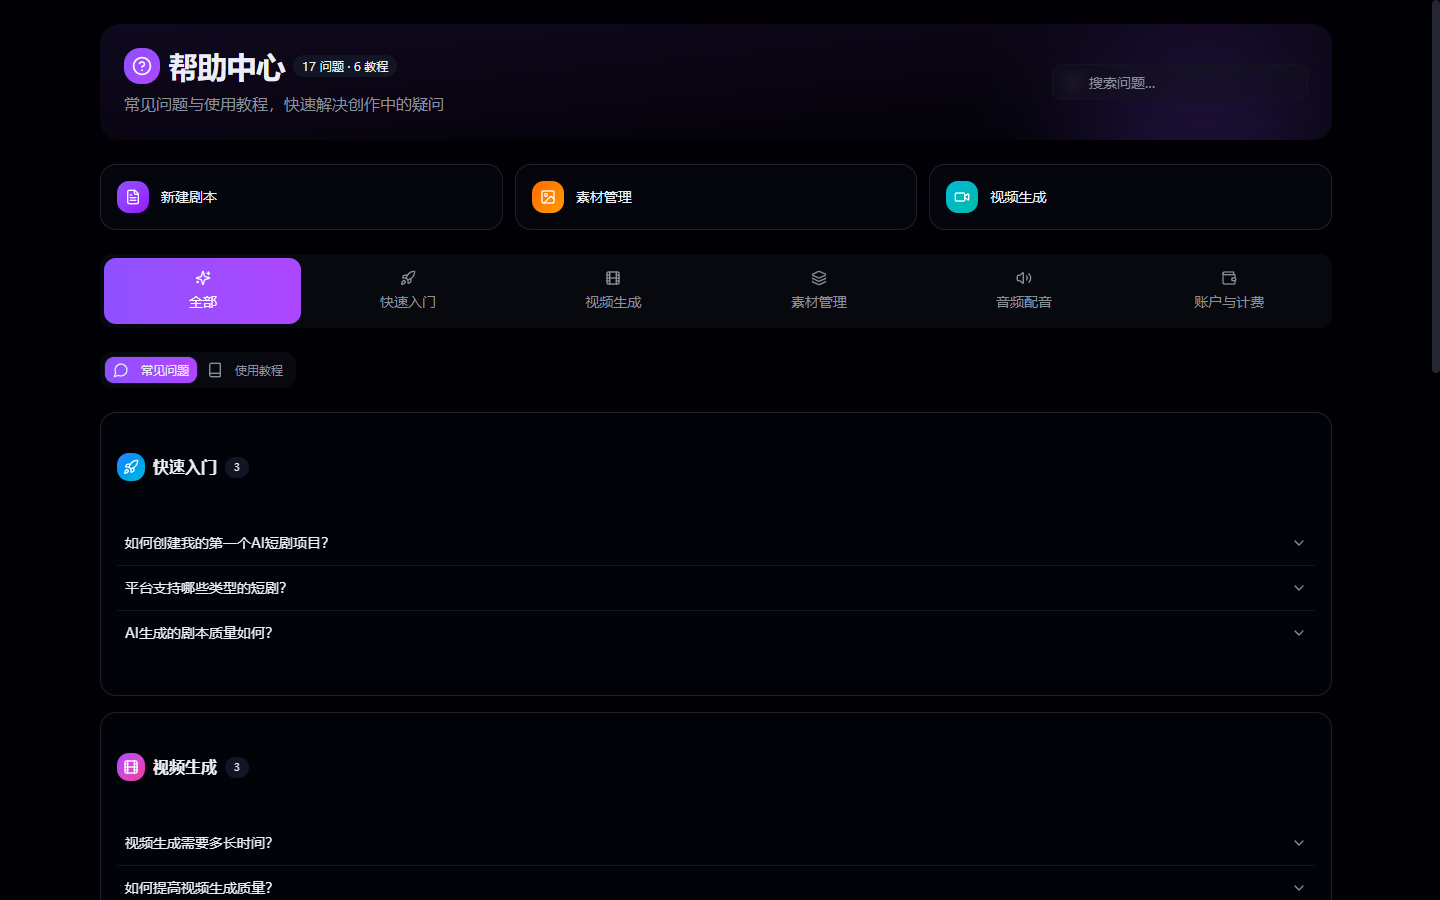 帮助中心
17 问题 · 6 教程
常见问题与使用教程，快速解决创作中的疑问
搜索问题...
新建剧本
素材管理
视频生成
全部
快速入门
视频生成
素材管理
音频配音
账户与计费
常见问题
使用教程
快速入门 3
如何创建我的第一个AI短剧项目？
平台支持哪些类型的短剧？
AI生成的剧本质量如何？
视频生成 3
视频生成需要多长时间？
如何提高视频生成质量？